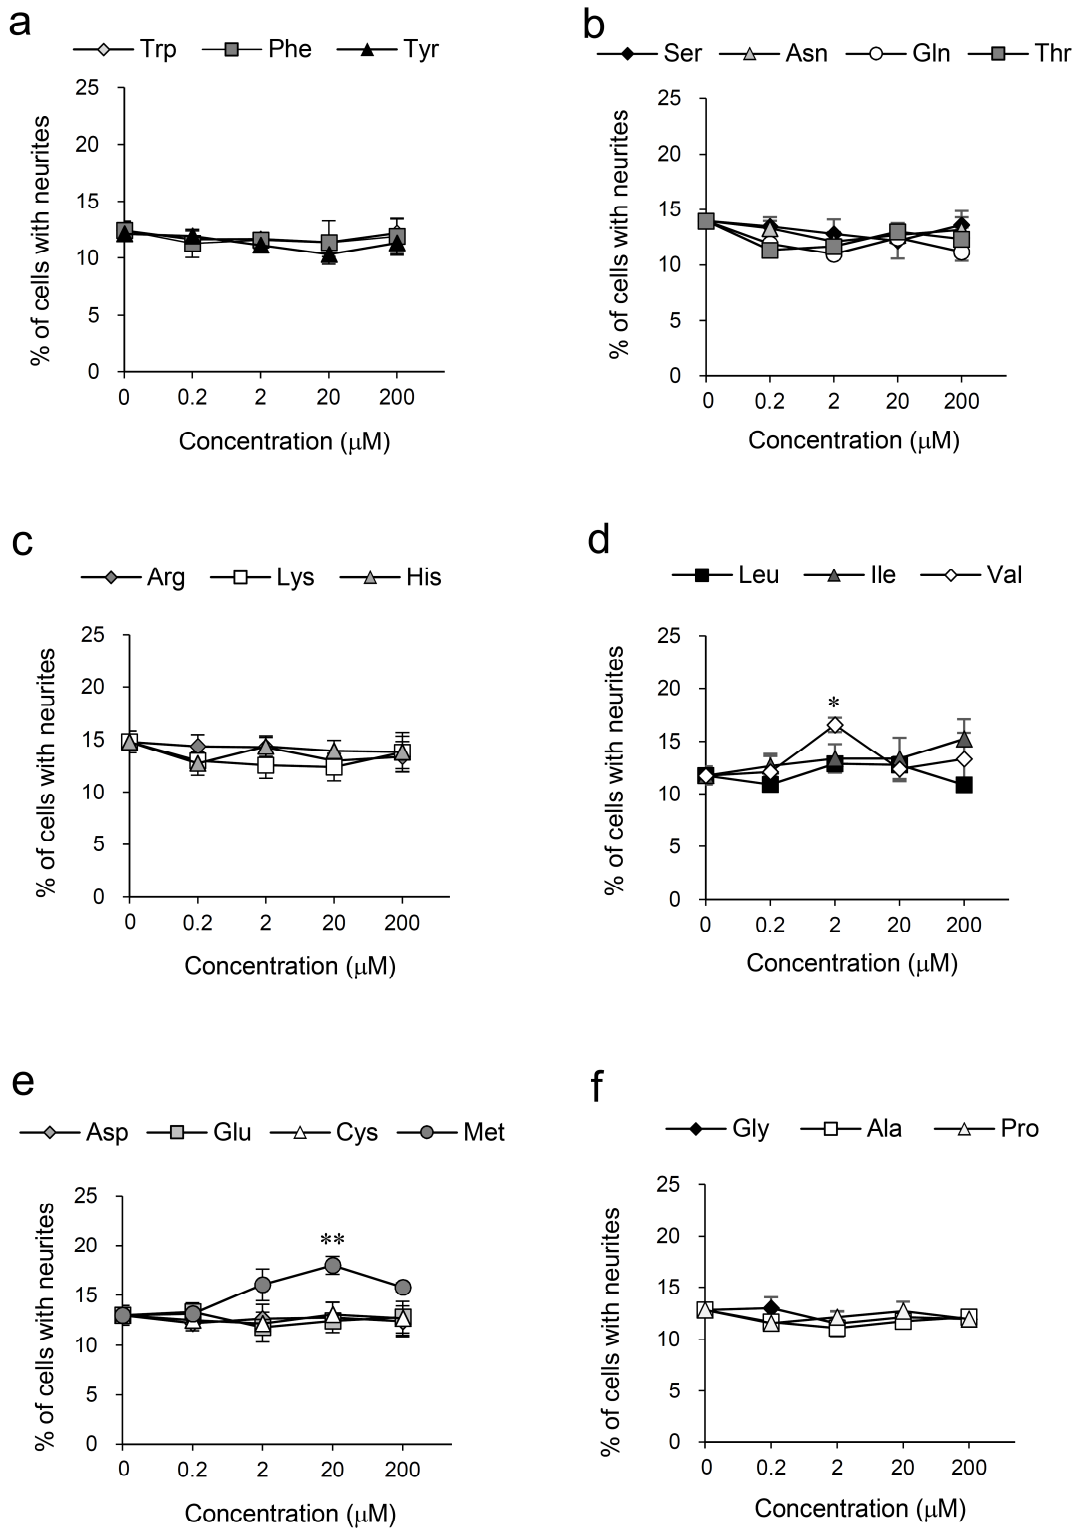 a
Trp Phe Tyr
25
20
15
10
5
0
% of cells with neurites
0 0.2 2 20 200
Concentration (μM)
b
Ser Asn Gln Thr
25
20
15
10
5
0
% of cells with neurites
0 0.2 2 20 200
Concentration (μM)
c
Arg Lys His
25
20
15
10
5
0
% of cells with neurites
0 0.2 2 20 200
Concentration (μM)
d
Leu Ile Val
25
20
15
10
5
0
% of cells with neurites
*
0 0.2 2 20 200
Concentration (μM)
e
Asp Glu Cys Met
25
20
15
10
5
0
% of cells with neurites
**
0 0.2 2 20 200
Concentration (μM)
f
Gly Ala Pro
25
20
15
10
5
0
% of cells with neurites
0 0.2 2 20 200
Concentration (μM)